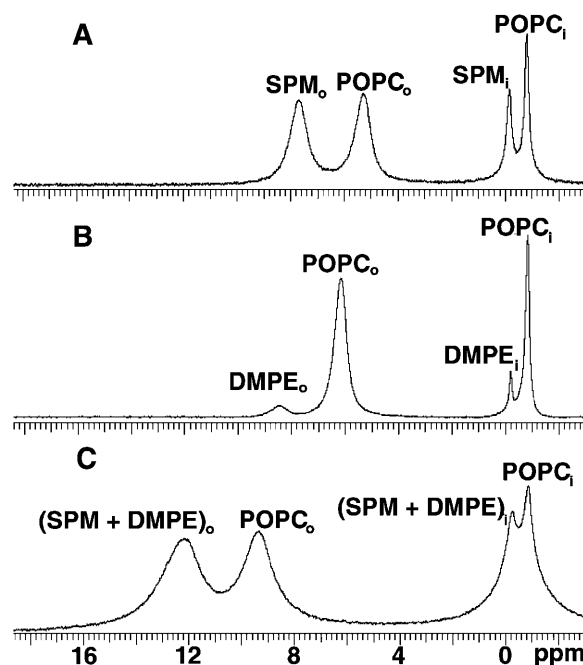 A
SPMₒ
POPCₒ
SPMᵢ
POPCᵢ
B
DMPEₒ
POPCₒ
DMPEᵢ
POPCᵢ
C
(SPM + DMPE)ₒ
POPCₒ
(SPM + DMPE)ᵢ
POPCᵢ
16 12 8 4 0 ppm